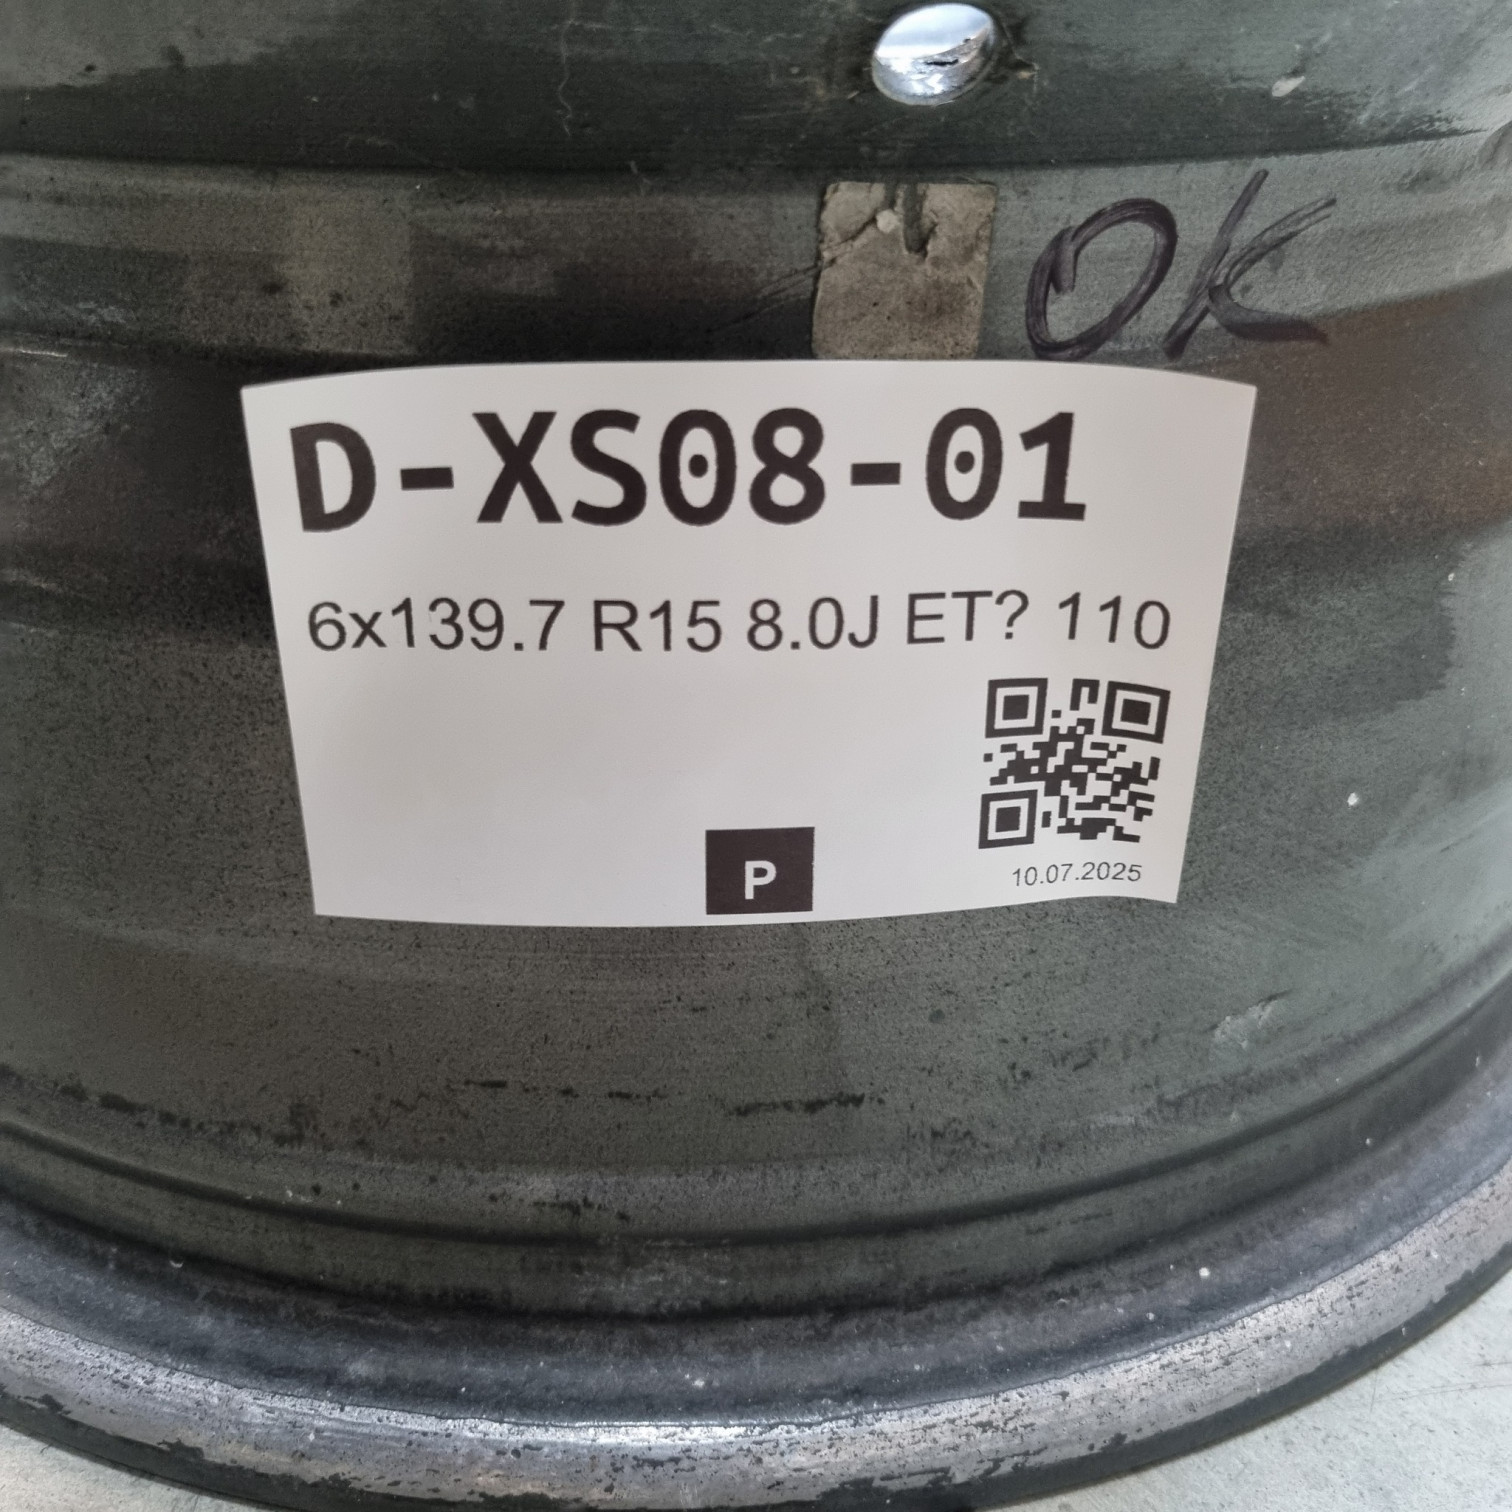 OK
D-XS08-01
6x139.7 R15 8.0J ET? 110
P
10.07.2025